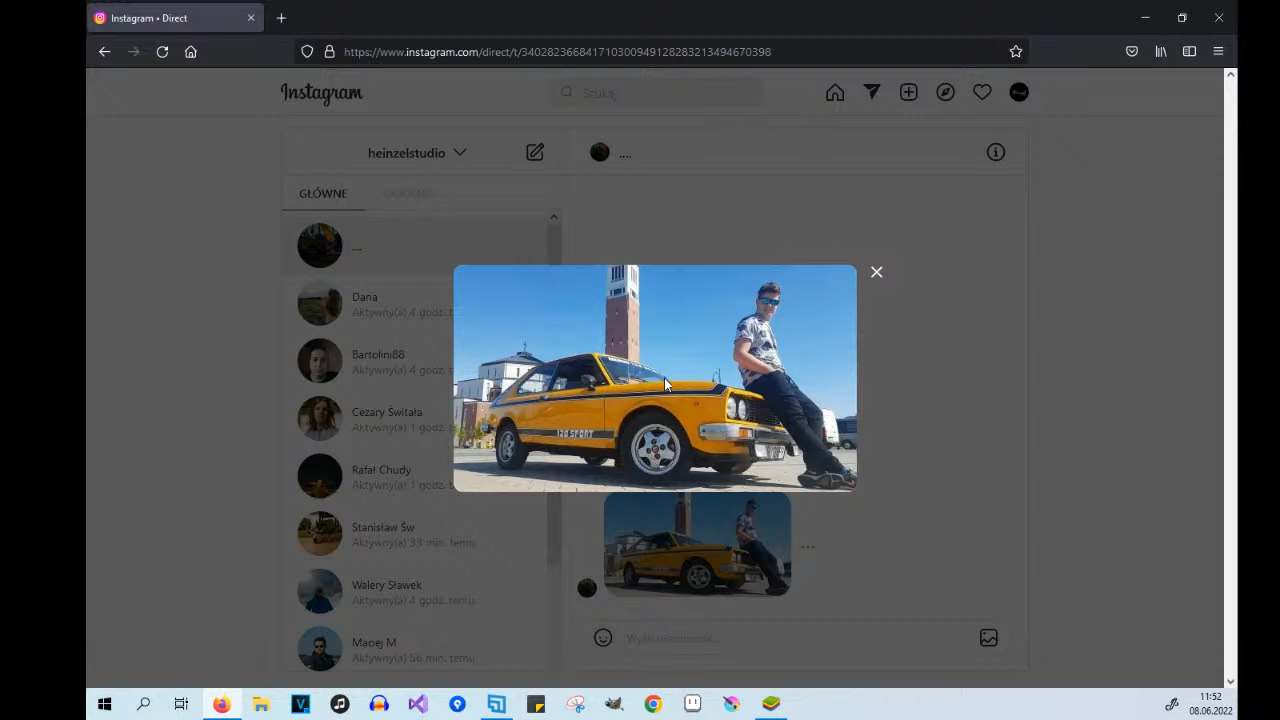 Instagram • Direct
https://www.instagram.com/direct/t/340282366841710300949128283213494670398
Instagram
Szukaj
heinzelstudio
....
GŁÓWNE
....
Dana
Aktywny(a) 4 godz. t
Bartolini88
Aktywny(a) 4 godz.
Cezary Świtała
Aktywny(a) 1 godz.
Rafał Chudy
Aktywny(a) 1 godz.
Stanisław Św
Aktywny(a) 33 min. temu
Walery Sławek
Aktywny(a) 4 godz. temu
Maciej M
Aktywny(a) 56 min. temu
128 SPORT
11:52
08.06.2022